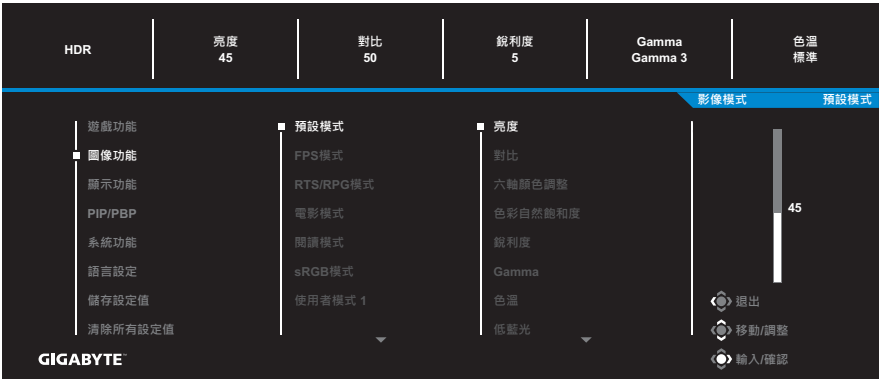 HDR
亮度
45
對比
50
銳利度
5
Gamma
Gamma 3
色溫
標準
影像模式 預設模式
遊戲功能
圖像功能
顯示功能
PIP/PBP
系統功能
語言設定
儲存設定值
清除所有設定值
預設模式
FPS模式
RTS/RPG模式
電影模式
閱讀模式
sRGB模式
使用者模式 1
亮度
對比
六軸顏色調整
色彩自然飽和度
銳利度
Gamma
色溫
低藍光
45
退出
移動/調整
輸入/確認
GIGABYTE™